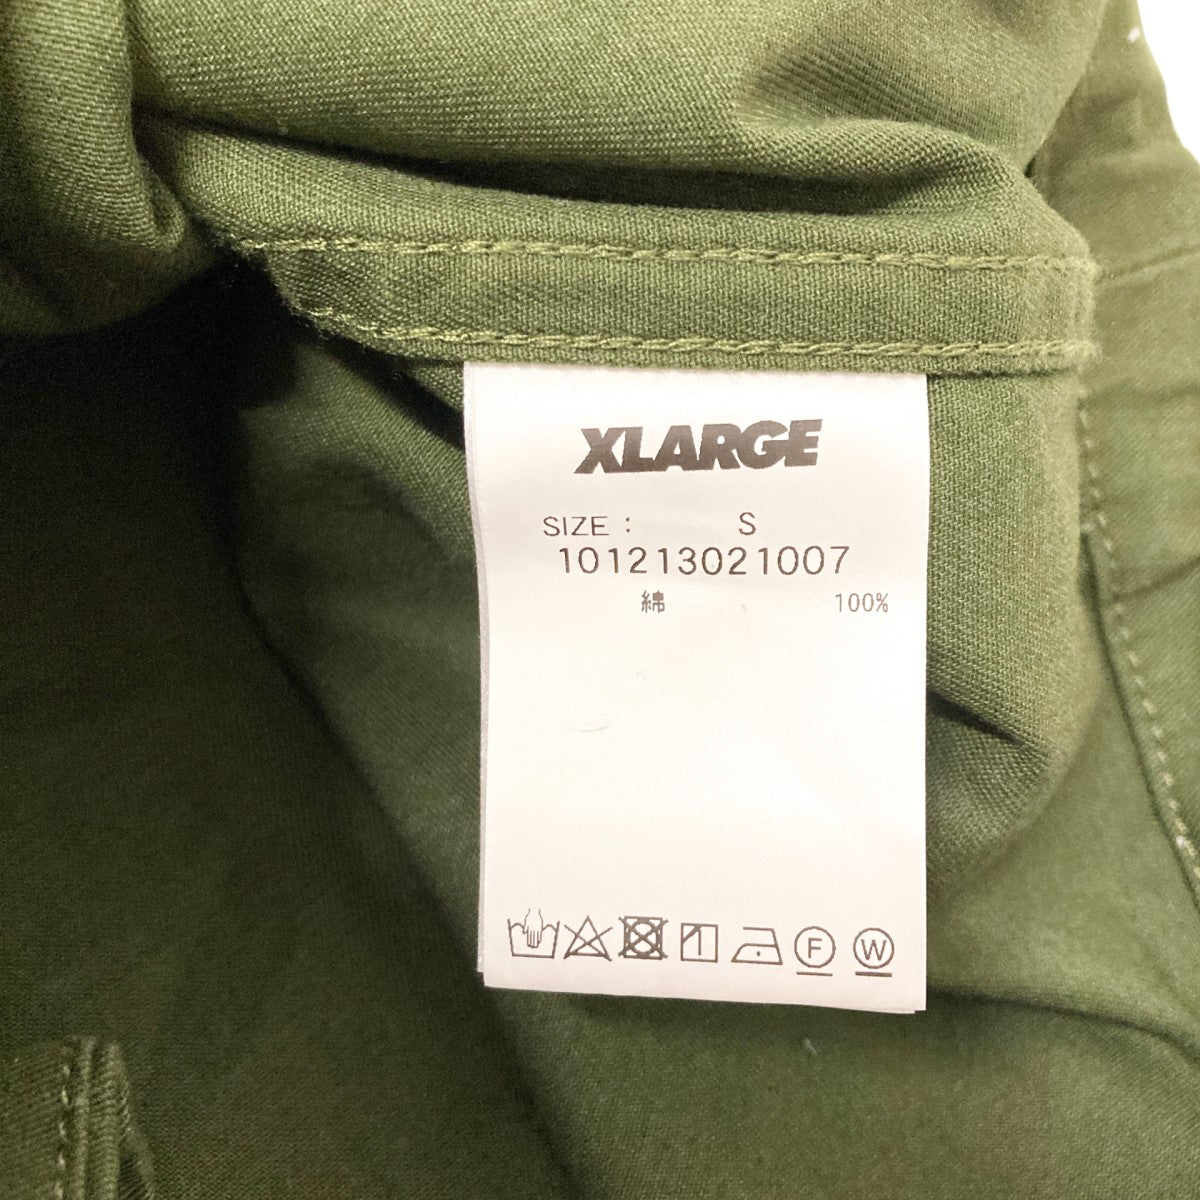 XLARGE
SIZE : S
101213021007
綿 100%
F W